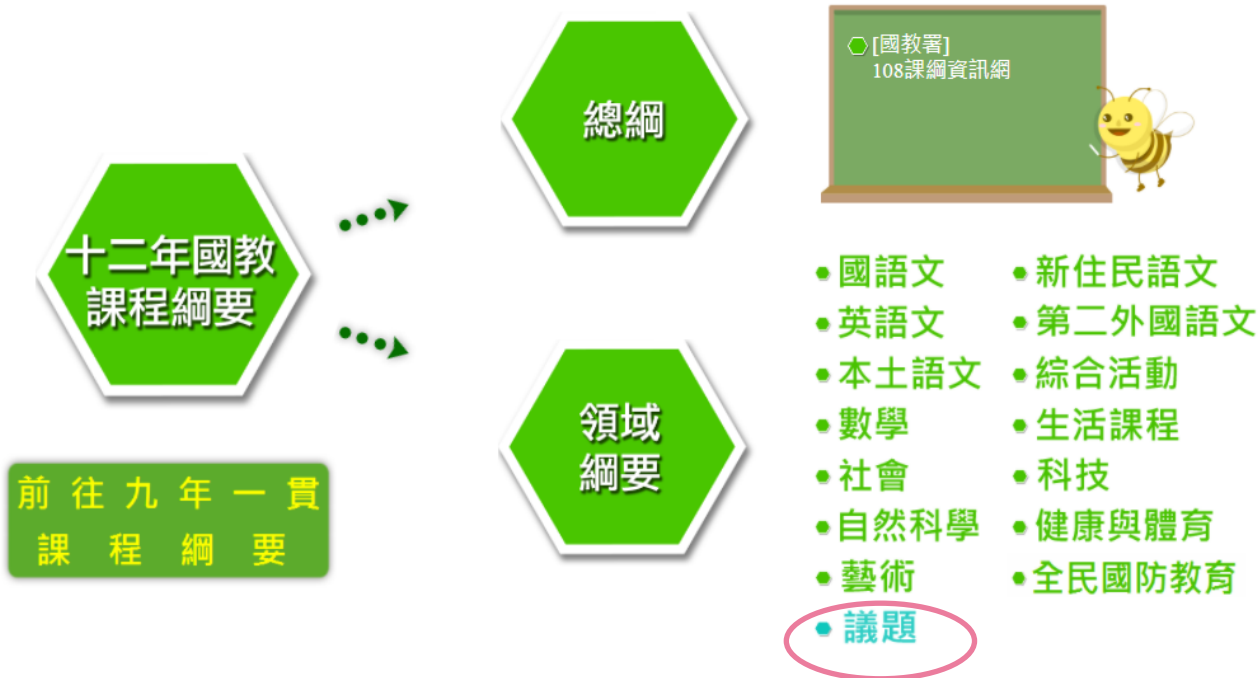 十二年國教
課程綱要
前往九年一貫
課程綱要
總綱
領域
綱要
[國教署]
108課綱資訊網
國語文
英語文
本土語文
數學
社會
自然科學
藝術
議題
新住民語文
第二外國語文
綜合活動
生活課程
科技
健康與體育
全民國防教育